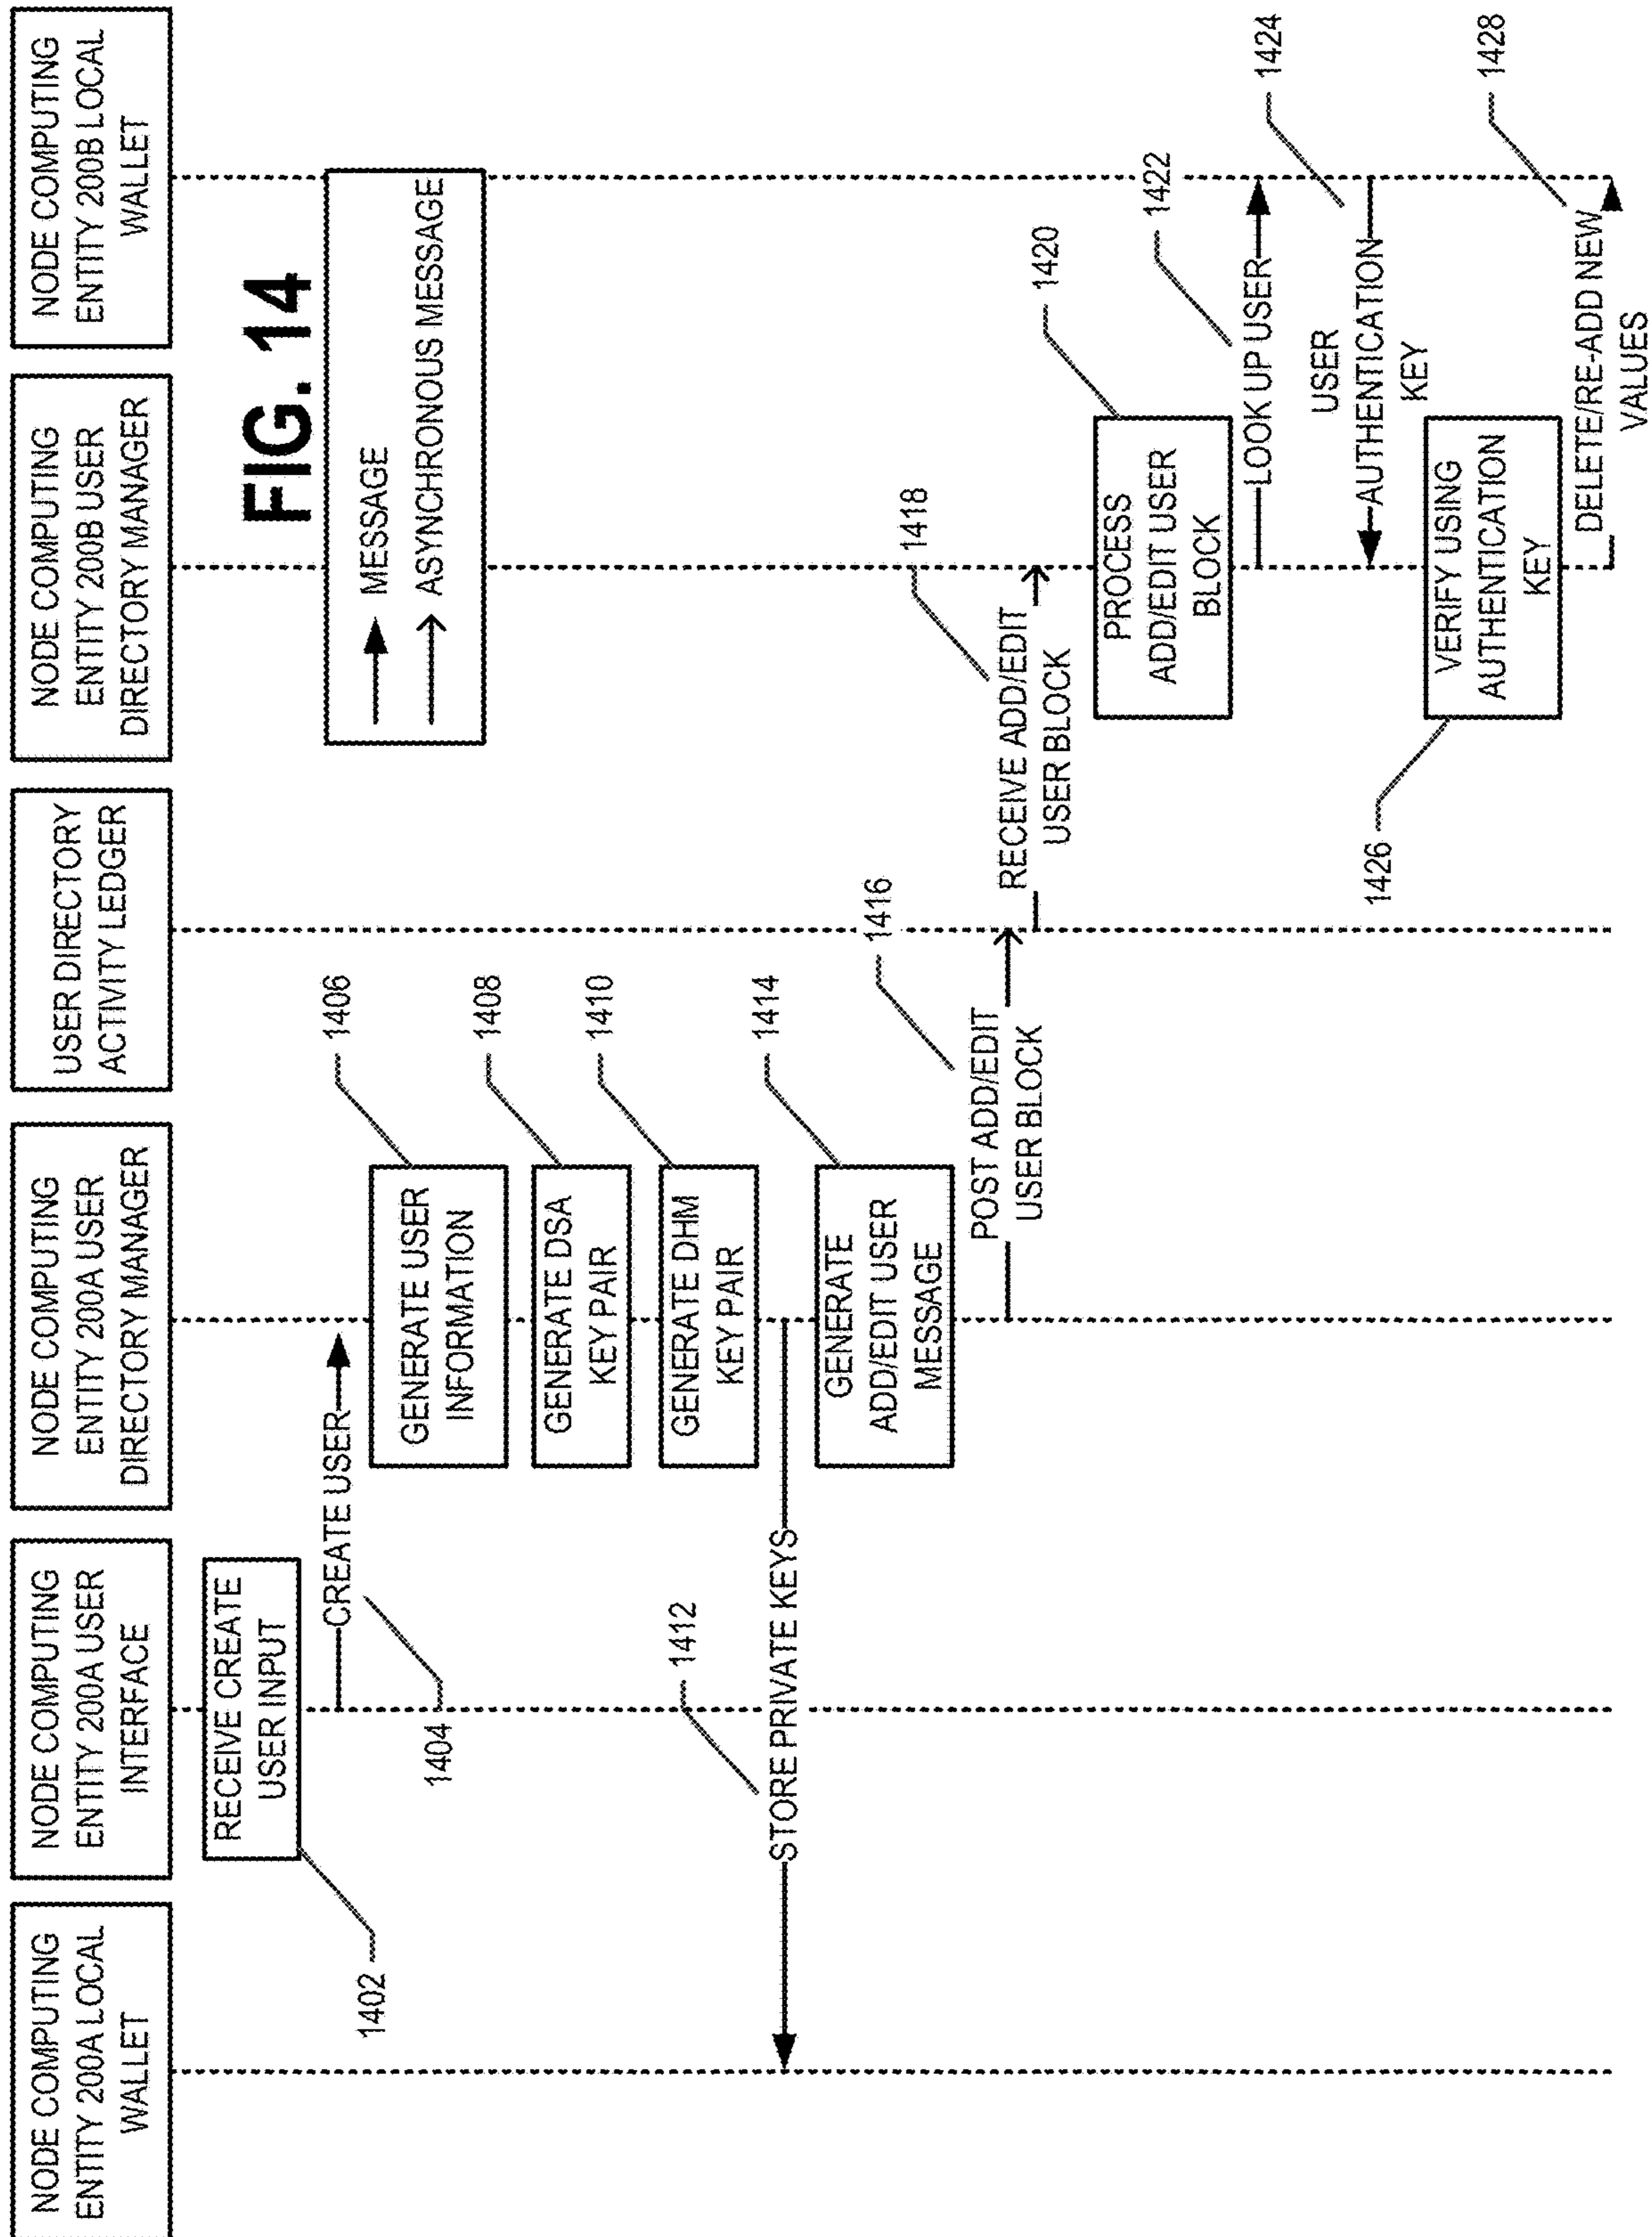 NODE COMPUTING
ENTITY 200A LOCAL
WALLET
NODE COMPUTING
ENTITY 200A USER
INTERFACE
NODE COMPUTING
ENTITY 200A USER
DIRECTORY MANAGER
USER DIRECTORY
ACTIVITY LEDGER
NODE COMPUTING
ENTITY 200B USER
DIRECTORY MANAGER
NODE COMPUTING
ENTITY 200B LOCAL
WALLET
FIG. 14
MESSAGE
ASYNCHRONOUS MESSAGE
RECEIVE CREATE
USER INPUT
1402
CREATE USER
1404
GENERATE USER
INFORMATION
1406
GENERATE DSA
KEY PAIR
1408
GENERATE DHM
KEY PAIR
1410
STORE PRIVATE KEYS
1412
GENERATE
ADD/EDIT USER
MESSAGE
1414
POST ADD/EDIT
USER BLOCK
1416
RECEIVE ADD/EDIT
USER BLOCK
1418
PROCESS
ADD/EDIT USER
BLOCK
1420
LOOK UP USER
1422
USER
AUTHENTICATION
KEY
1424
VERIFY USING
AUTHENTICATION
KEY
1426
DELETE/RE-ADD NEW
VALUES
1428